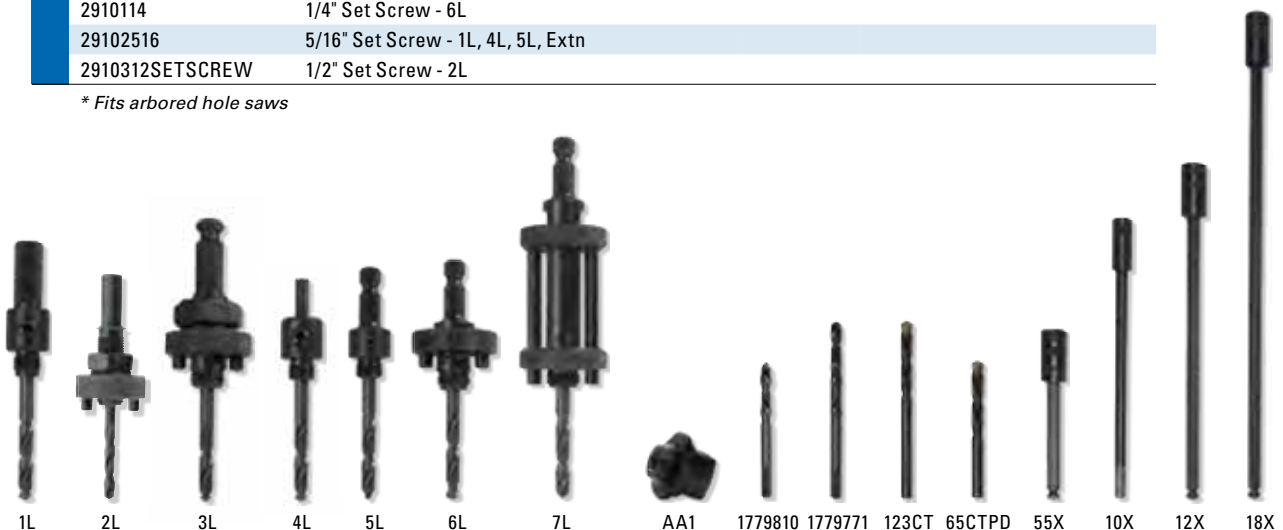 2910114 1/4" Set Screw - 6L
29102516 5/16" Set Screw - 1L, 4L, 5L, Extn
2910312SETSCREW 1/2" Set Screw - 2L
* Fits arbored hole saws
1L 2L 3L 4L 5L 6L 7L AA1 1779810 1779771 123CT 65CTPD 55X 10X 12X 18X